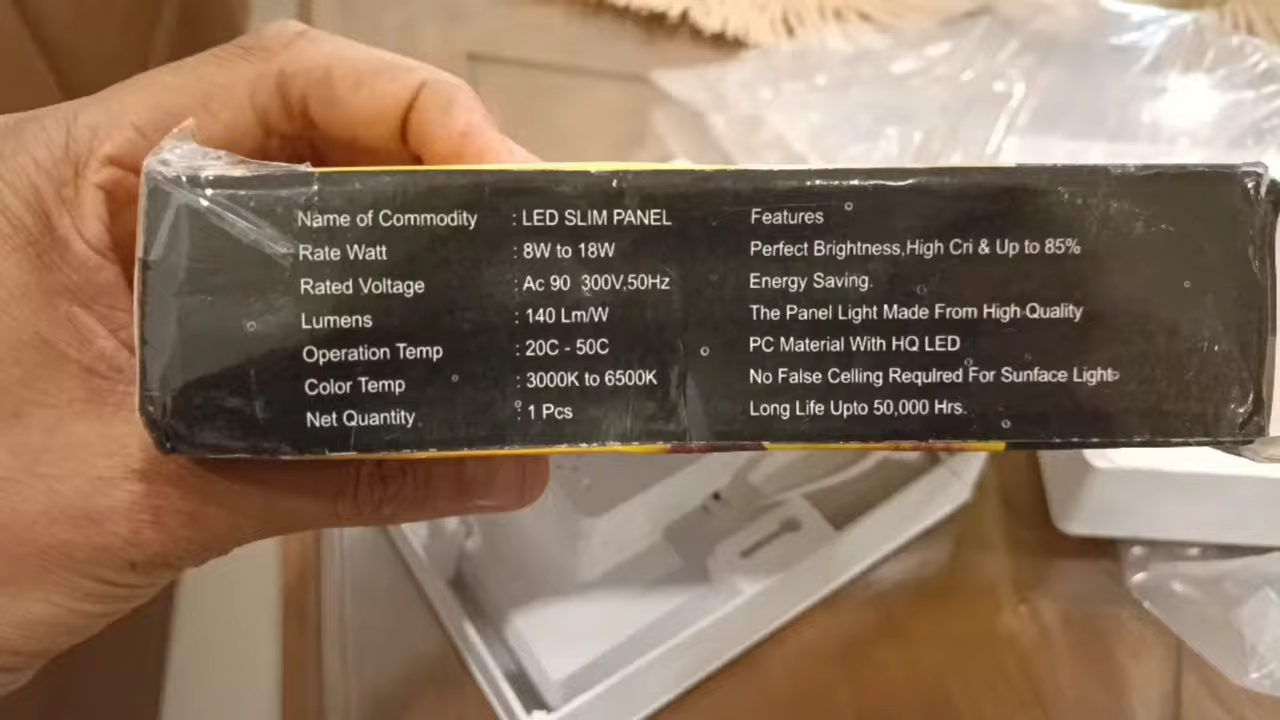 Name of Commodity : LED SLIM PANEL
Rate Watt : 8W to 18W
Rated Voltage : Ac 90 300V,50Hz
Lumens : 140 Lm/W
Operation Temp : 20C - 50C
Color Temp : 3000K to 6500K
Net Quantity : 1 Pcs
Features
Perfect Brightness,High Cri & Up to 85%
Energy Saving.
The Panel Light Made From High Quality
PC Material With HQ LED
No False Celling Requlred For Sunface Light
Long Life Upto 50,000 Hrs.